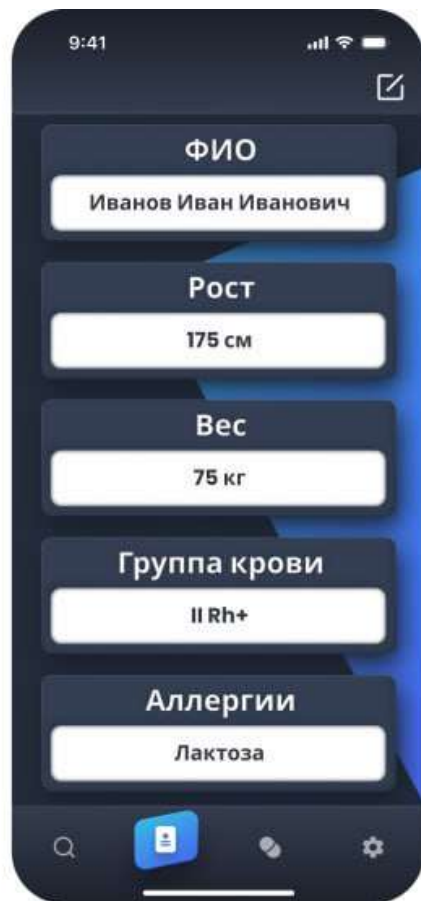 9:41
ФИО
Иванов Иван Иванович
Рост
175 см
Вес
75 кг
Группа крови
II Rh+
Аллергии
Лактоза